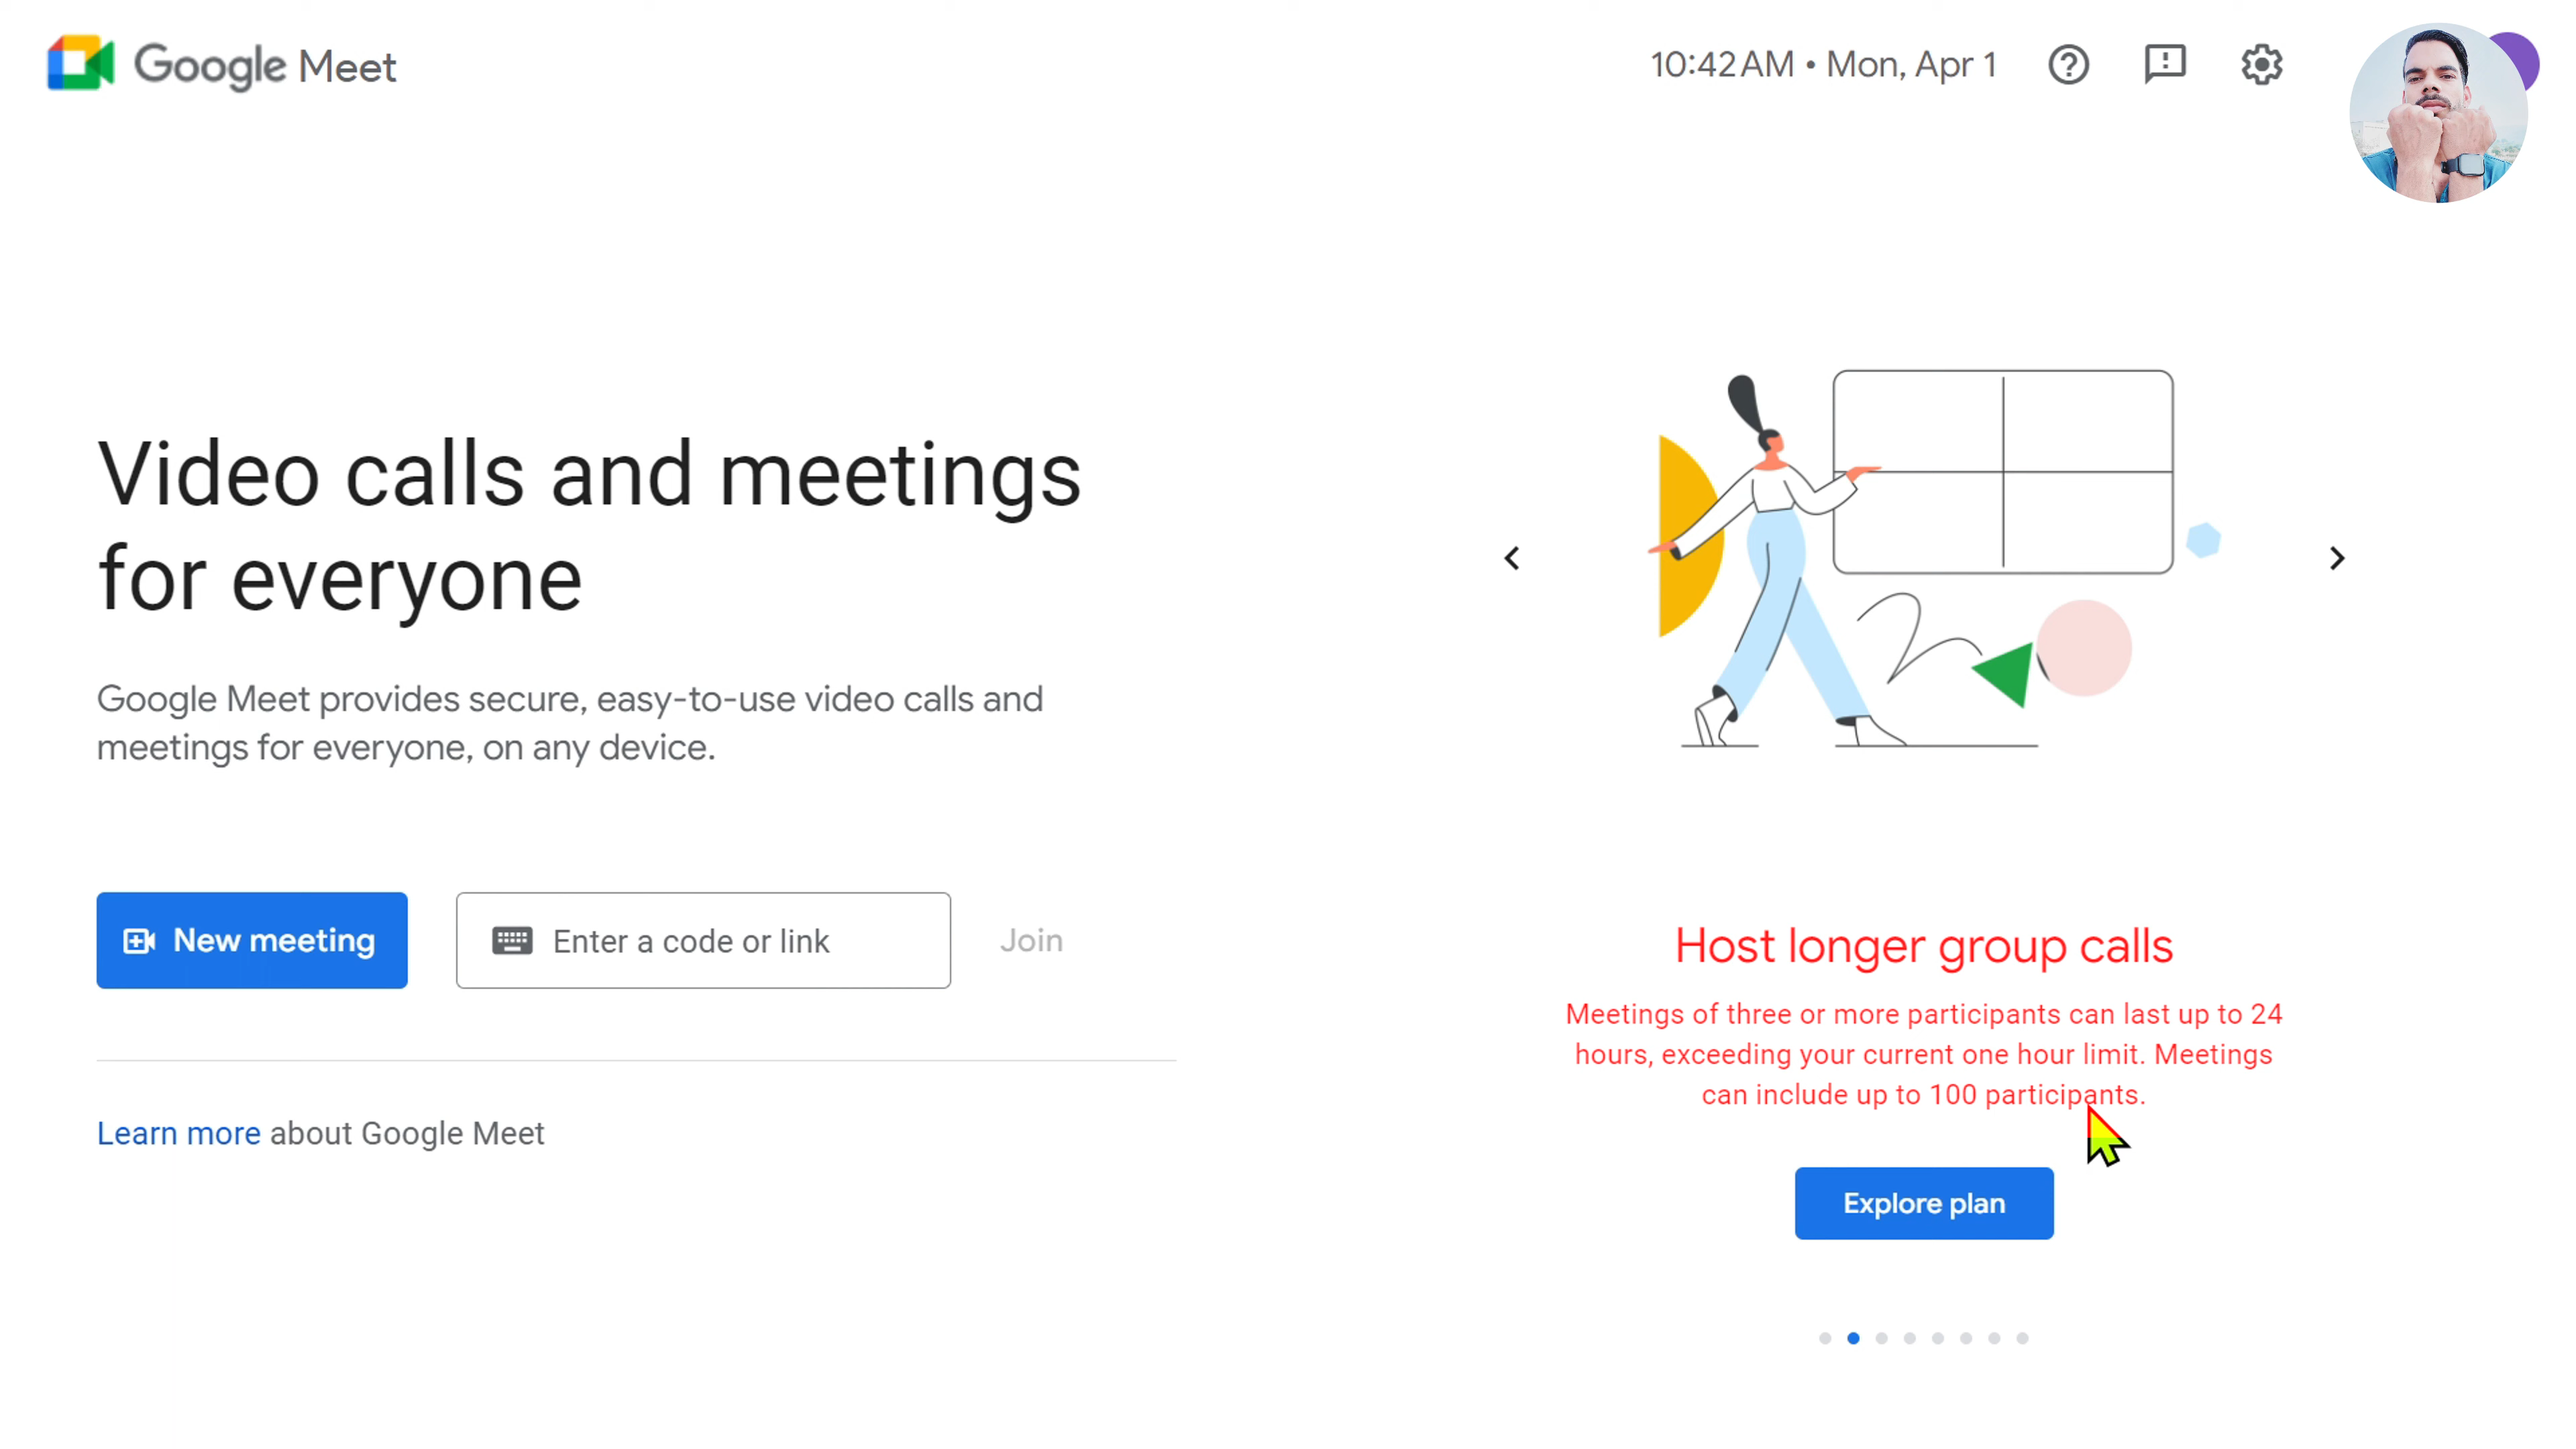 Google Meet
10:42 AM • Mon, Apr 1
Video calls and meetings
for everyone
Google Meet provides secure, easy-to-use video calls and
meetings for everyone, on any device.
New meeting
Enter a code or link
Join
Learn more about Google Meet
Host longer group calls
Meetings of three or more participants can last up to 24
hours, exceeding your current one hour limit. Meetings
can include up to 100 participants.
Explore plan